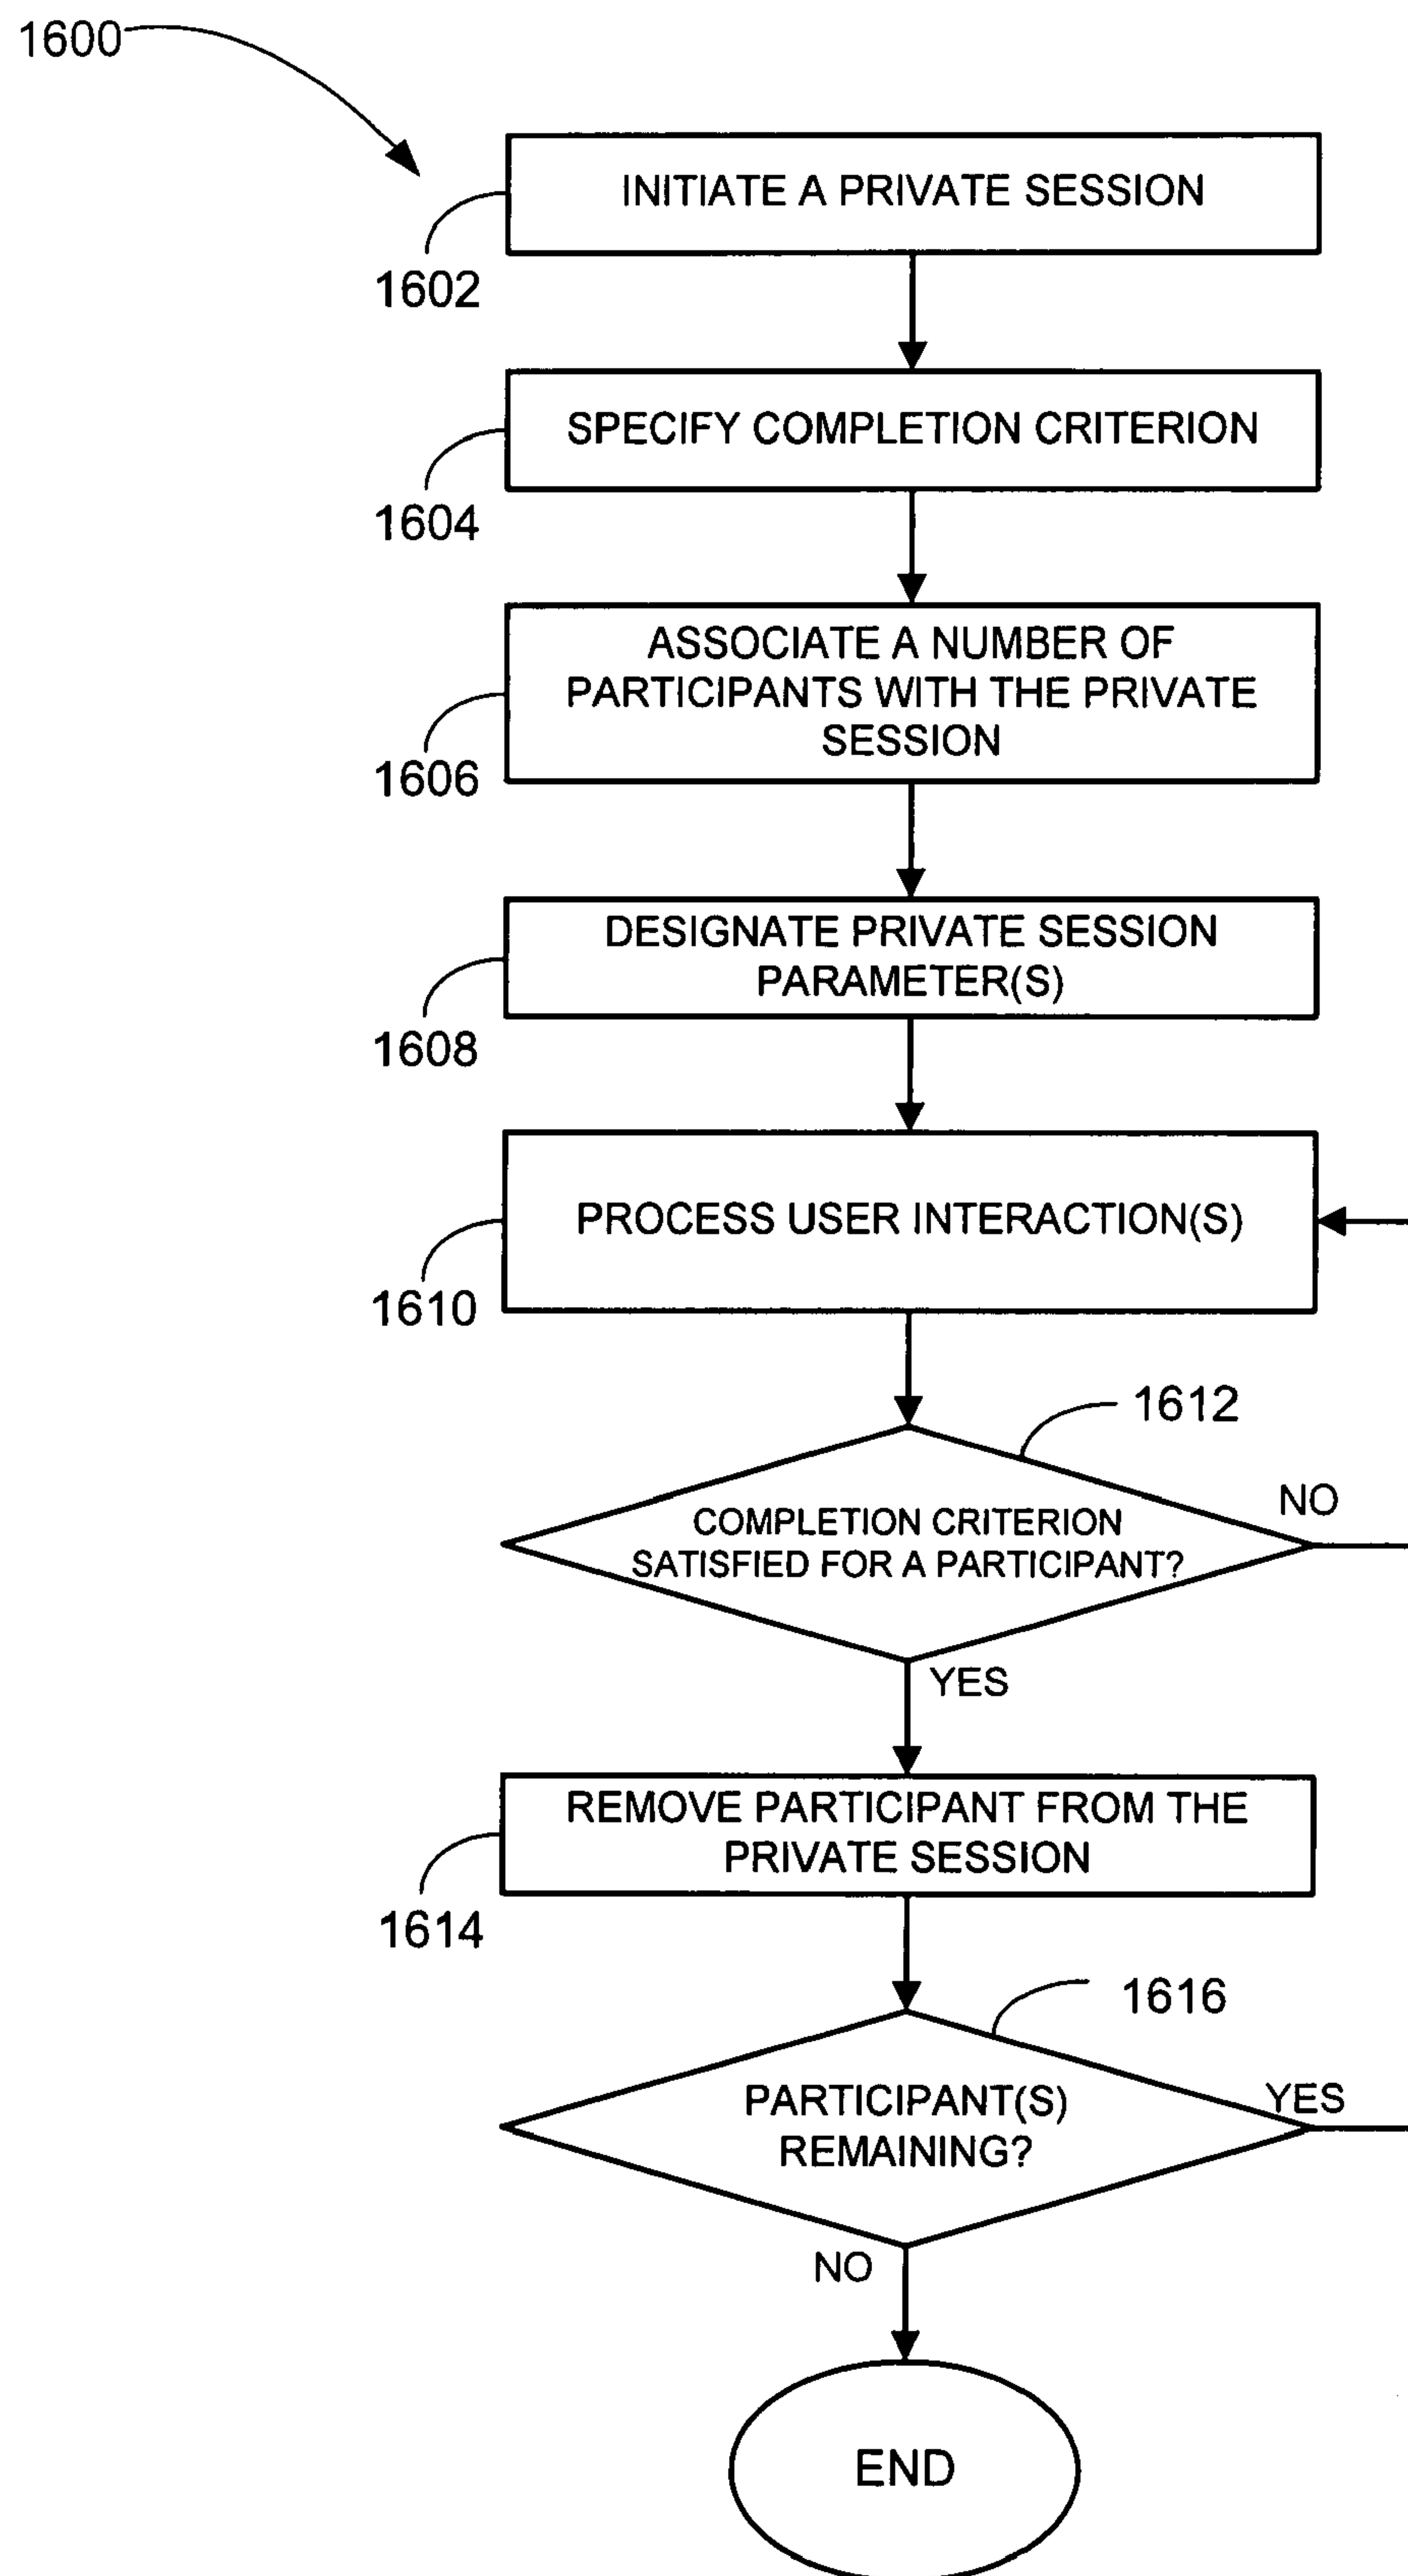 1600
INITIATE A PRIVATE SESSION
1602
SPECIFY COMPLETION CRITERION
1604
ASSOCIATE A NUMBER OF
PARTICIPANTS WITH THE PRIVATE
SESSION
1606
DESIGNATE PRIVATE SESSION
PARAMETER(S)
1608
PROCESS USER INTERACTION(S)
1610
1612
NO
COMPLETION CRITERION
SATISFIED FOR A PARTICIPANT?
YES
REMOVE PARTICIPANT FROM THE
PRIVATE SESSION
1614
1616
YES
PARTICIPANT(S)
REMAINING?
NO
END